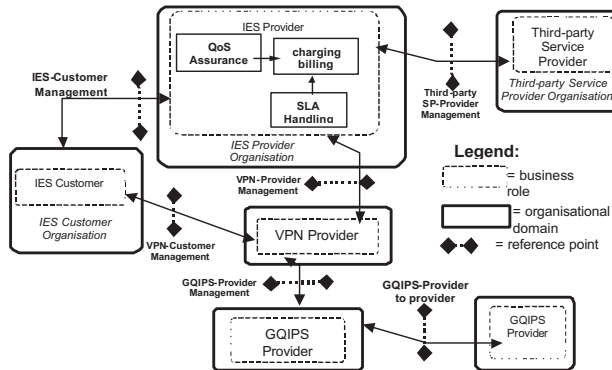 IES Provider
QoS
Assurance
charging
billing
SLA
Handling
IES Provider
Organisation
IES-Customer
Management
Third-party
Service
Provider
Third-party Service
Provider Organisation
Third-party
SP-Provider
Management
IES Customer
IES Customer
Organisation
VPN-Provider
Management
VPN-Customer
Management
VPN Provider
GQIPS-Provider
Management
GQIPS
Provider
GQIPS-Provider
to provider
GQIPS
Provider
Legend:
= business
role
= organisational
domain
= reference point